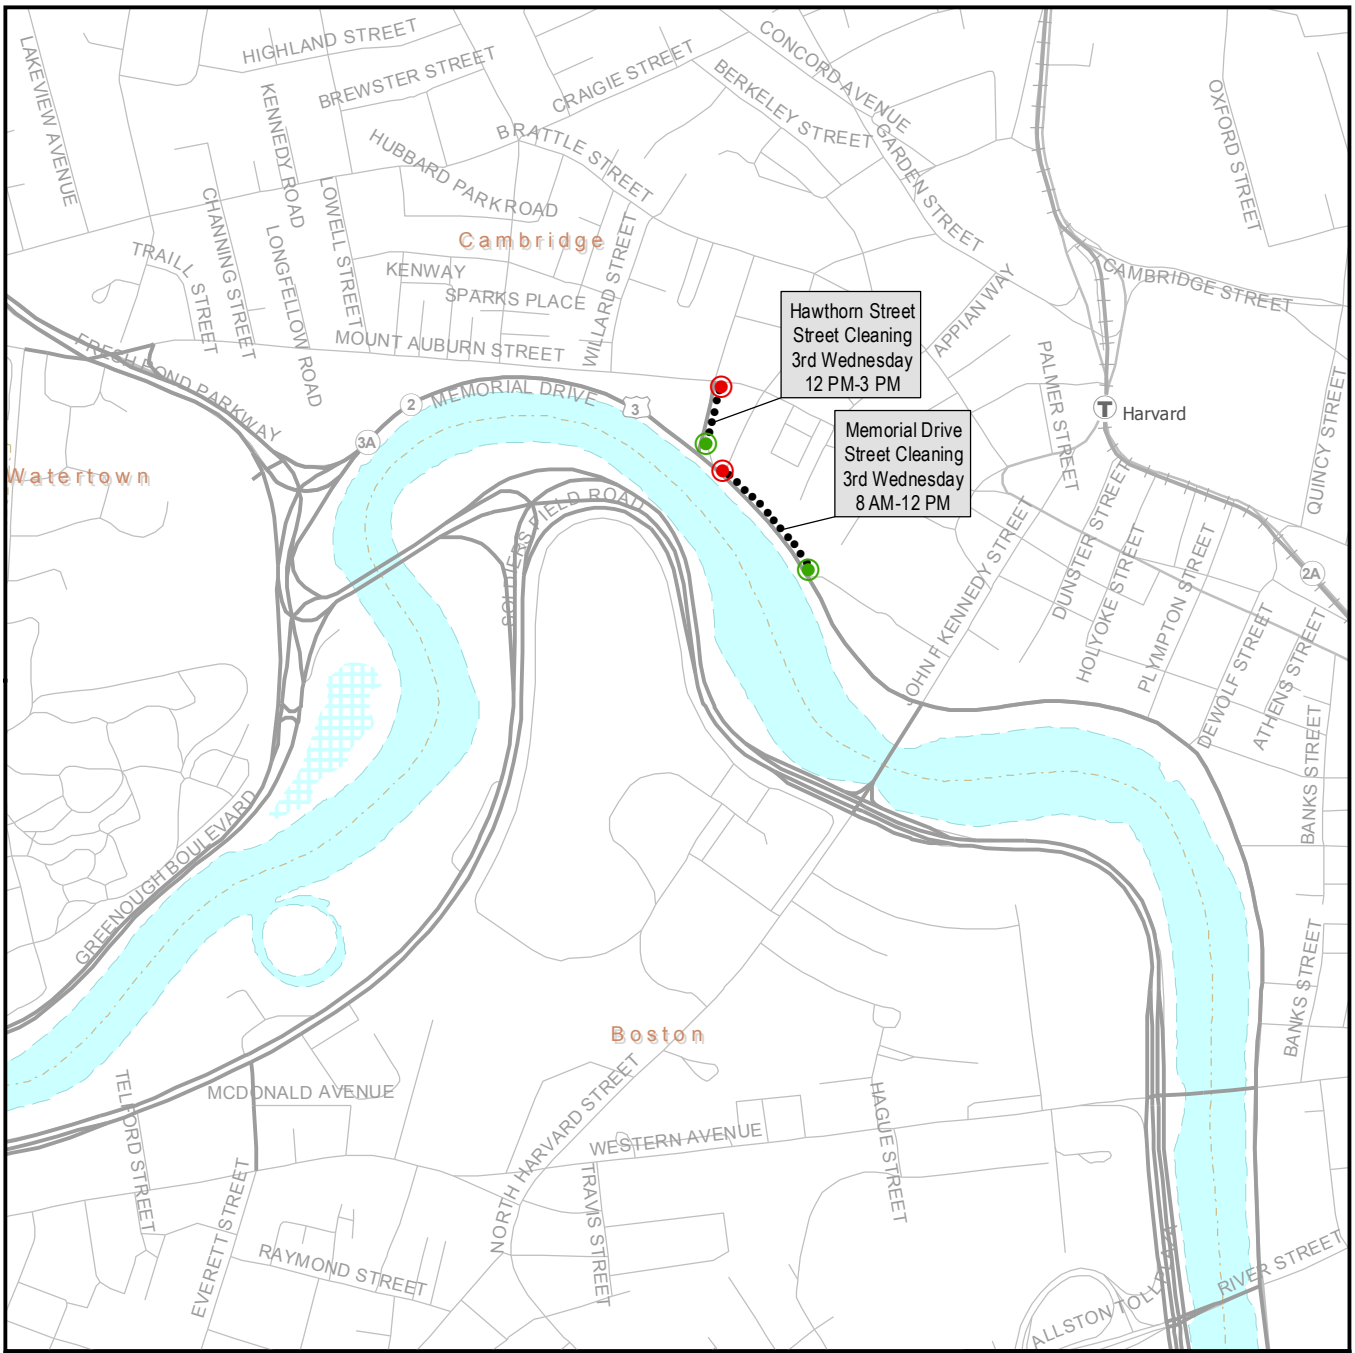 LAKEVIEW AVENUE
HIGHLAND STREET
BREWSTER STREET
KENNEDY ROAD
CRAIGIE STREET
CONCORD AVENUE
BERKELEY STREET
OXFORD STREET
BRATTLE STREET
HUBBARD PARK ROAD
GARDEN STREET
CHANNING STREET
LOWELL STREET
LONGFELLOW ROAD
TRAILL STREET
Cambridge
WILLARD STREET
KENWAY
SPARKS PLACE
MOUNT AUBURN STREET
CAMBRIDGE STREET
APPIAN WAY
Hawthorn Street
Street Cleaning
3rd Wednesday
12 PM-3 PM
FRESH POND PARKWAY
MEMORIAL DRIVE
2
3
3A
PALMER STREET
T
Harvard
QUINCY STREET
Memorial Drive
Street Cleaning
3rd Wednesday
8 AM-12 PM
Watertown
SOLDIERS FIELD ROAD
JOHN F KENNEDY STREET
DUNSTER STREET
HOLYOKE STREET
PLYMPTON STREET
2A
DEWOLF STREET
ATHENS STREET
BANKS STREET
GREENOUGH BOULEVARD
BANKS STREET
Boston
TELFORD STREET
MCDONALD AVENUE
NORTH HARVARD STREET
WESTERN AVENUE
HAGUE STREET
TRAVIS STREET
EVERETT STREET
RAYMOND STREET
RIVER STREET
ALLSTON TOLL